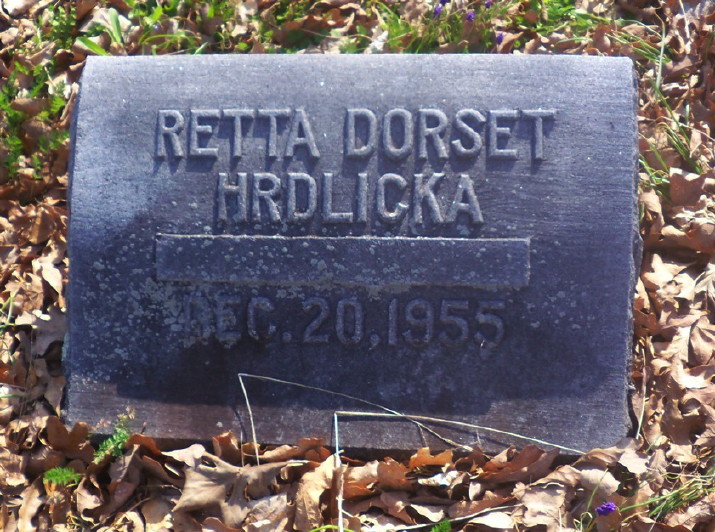 RETTA DORSET
HRDLICKA
DEC. 20, 1955